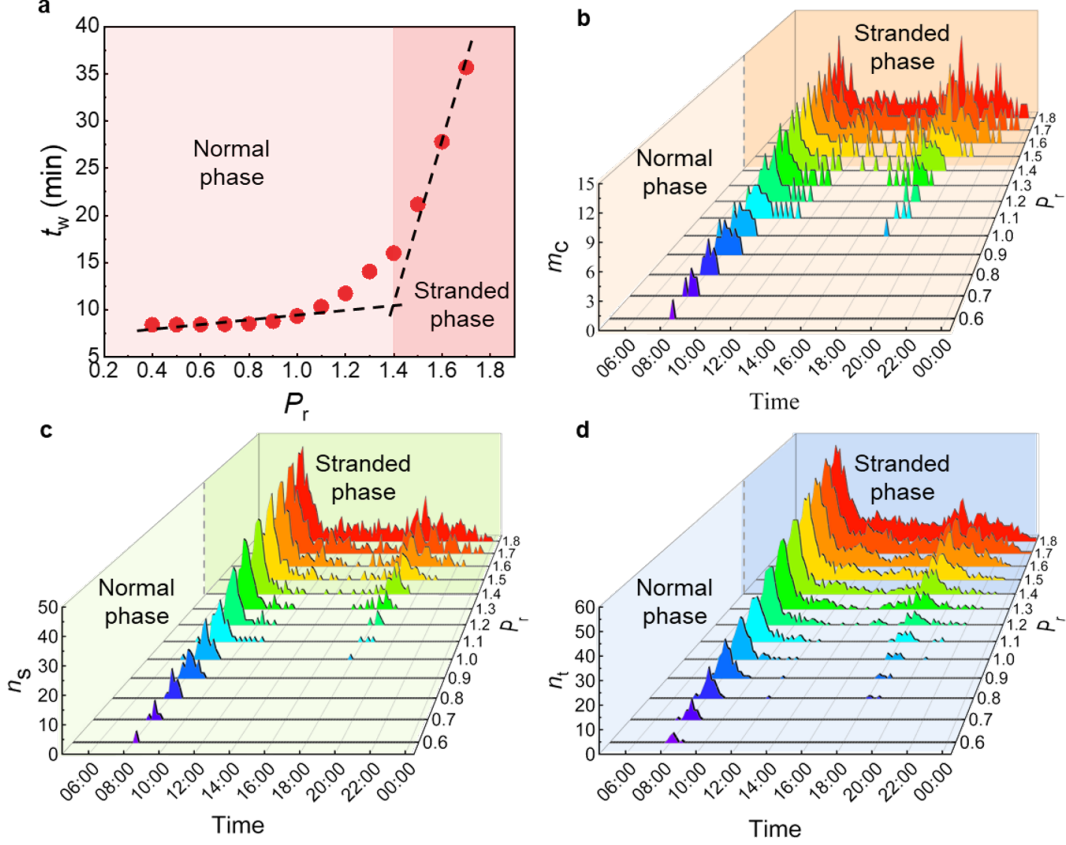 a
40
35
30
25
20
15
10
5
t_w (min)
Normal
phase
Stranded
phase
0.2 0.4 0.6 0.8 1.0 1.2 1.4 1.6 1.8
P_r
b
Stranded
phase
Normal
phase
15
12
9
6
3
0
m_C
1.8
1.7
1.6
1.5
1.4
1.3
1.2
1.1
1.0
0.9
0.8
0.7
0.6
P_r
06:00 08:00 10:00 12:00 14:00 16:00 18:00 20:00 22:00 00:00
Time
c
Stranded
phase
Normal
phase
50
40
30
20
10
0
n_s
1.8
1.7
1.6
1.5
1.4
1.3
1.2
1.1
1.0
0.9
0.8
0.7
0.6
P_r
06:00 08:00 10:00 12:00 14:00 16:00 18:00 20:00 22:00 00:00
Time
d
Stranded
phase
Normal
phase
60
50
40
30
20
10
0
n_t
1.8
1.7
1.6
1.5
1.4
1.3
1.2
1.1
1.0
0.9
0.8
0.7
0.6
P_r
06:00 08:00 10:00 12:00 14:00 16:00 18:00 20:00 22:00 00:00
Time